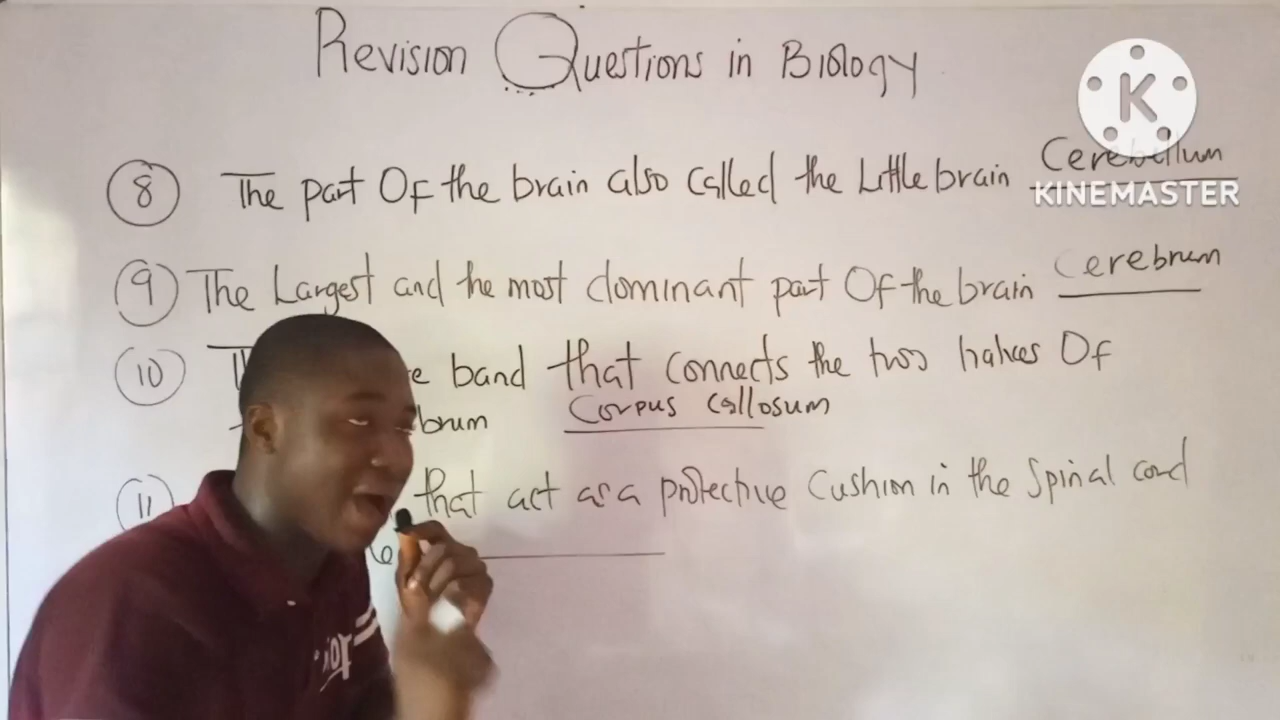 Revision Questions in Biology
8 The part Of the brain also called the Little brain Cerebellum
9 The Largest and the most dominant part Of the brain Cerebrum
10 band that connects the two halves Of
brum Corpus Callosum
11 that act as a protective Cushion in the Spinal cord
K
KINEMASTER